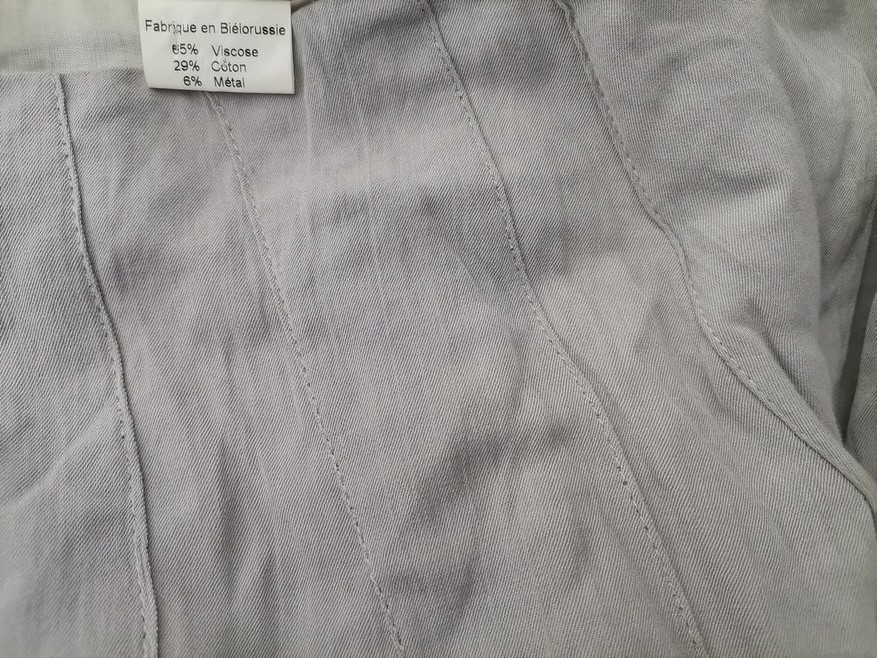 Fabrique en Biélorussie
65% Viscose
29% Coton
6% Métal